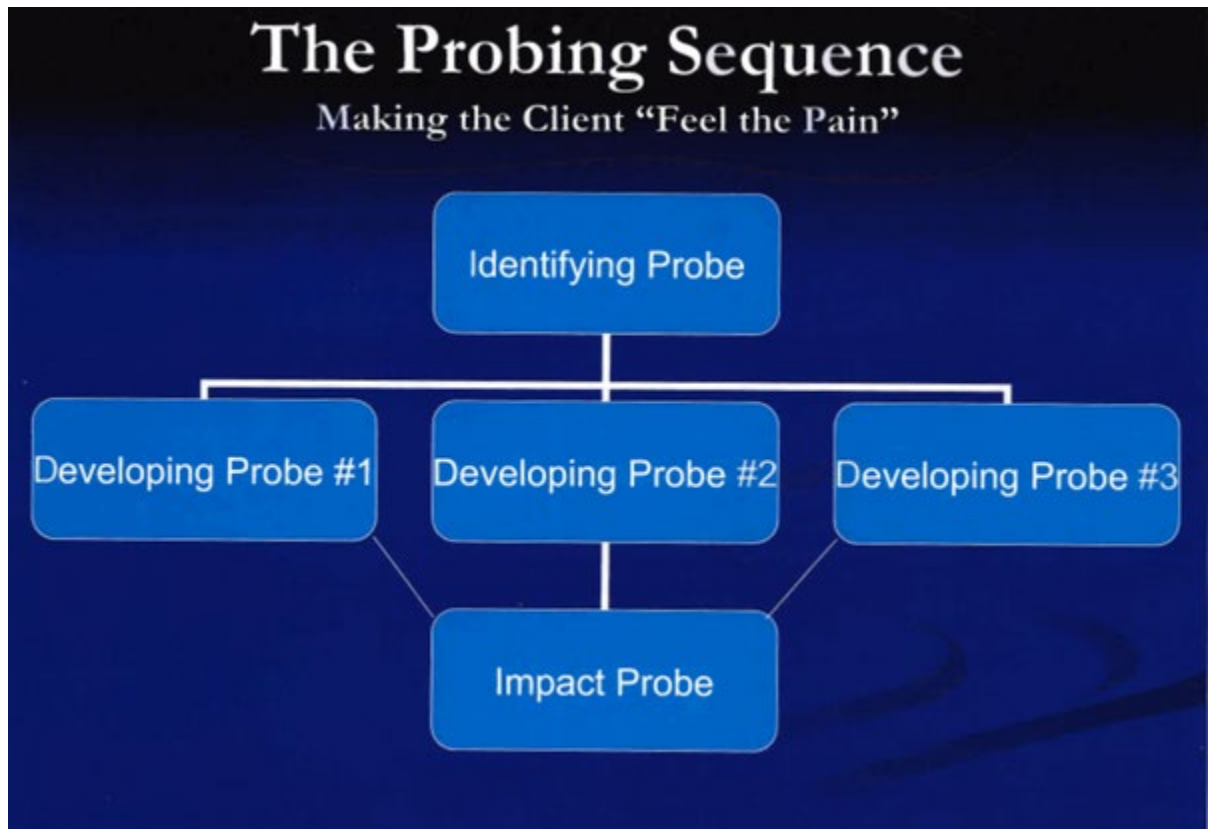 The Probing Sequence
Making the Client “Feel the Pain”
Identifying Probe
Developing Probe #1
Developing Probe #2
Developing Probe #3
Impact Probe